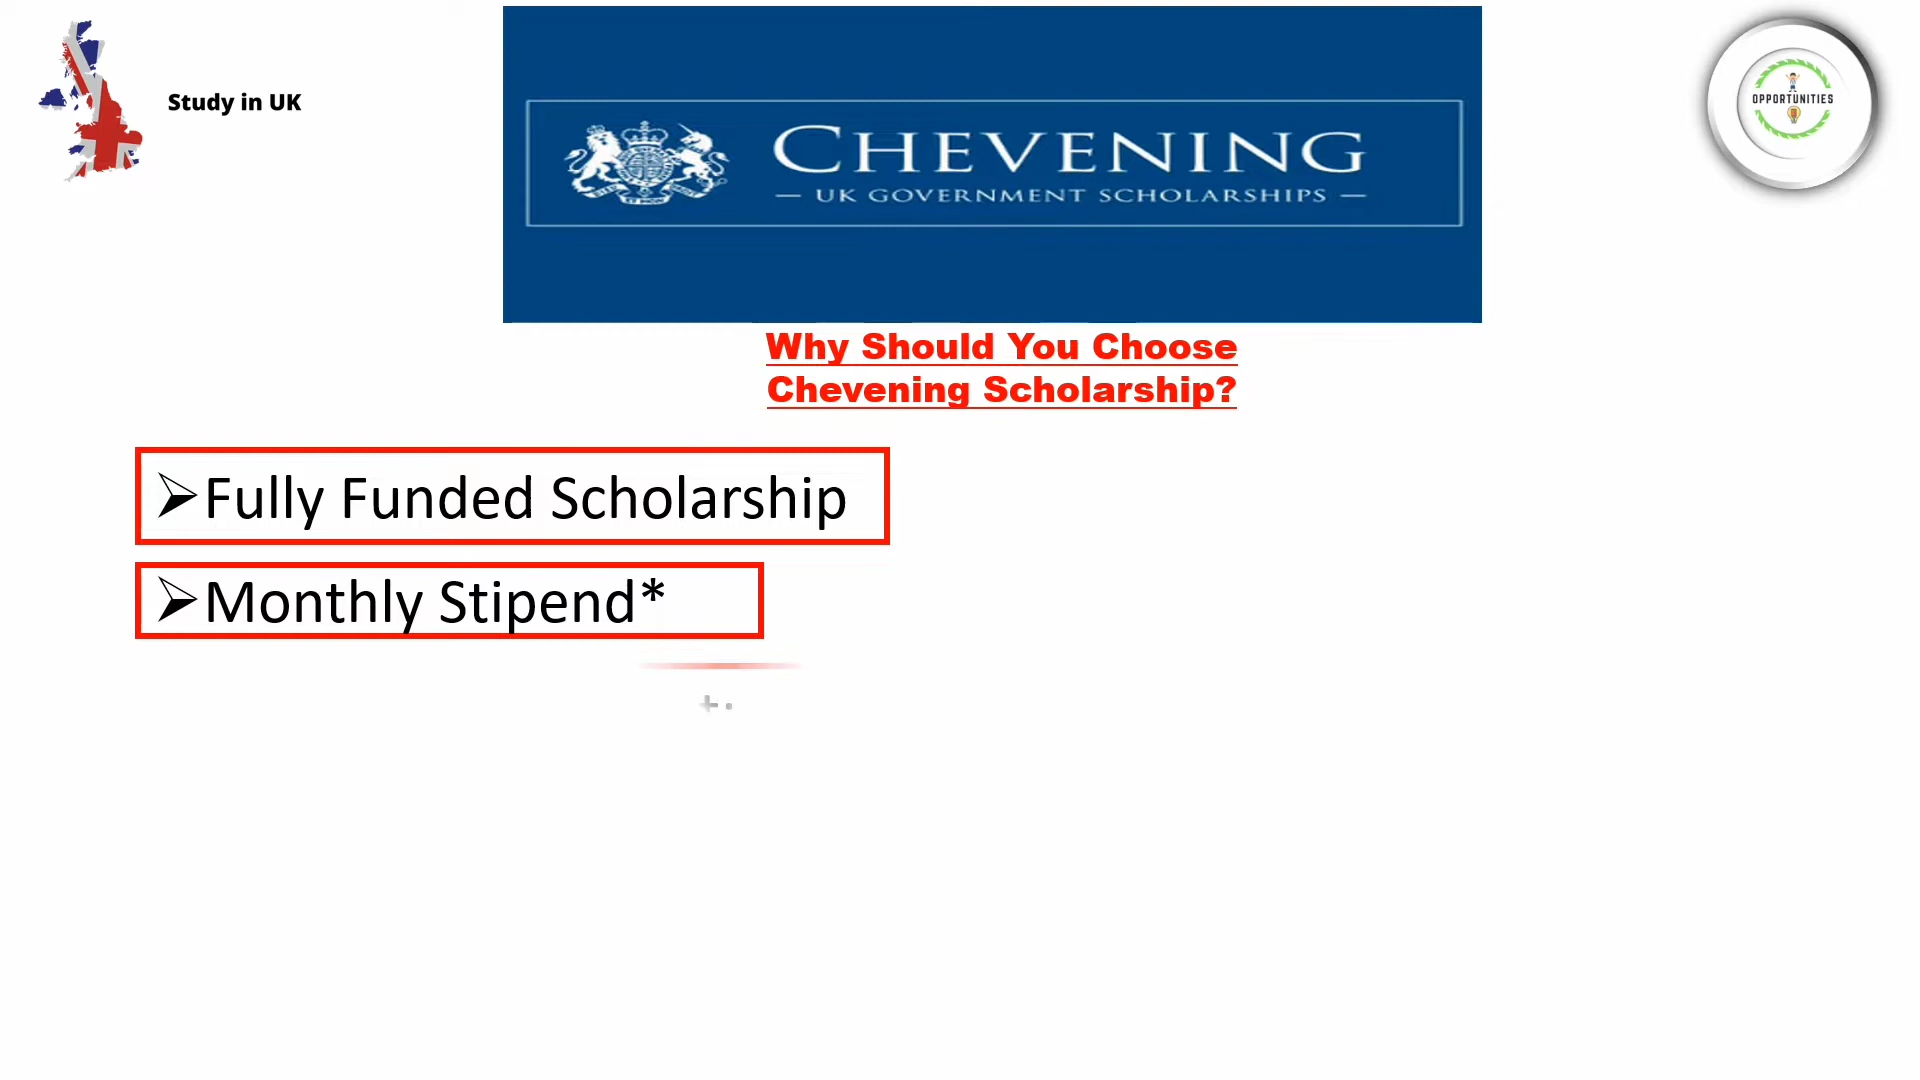 Study in UK
CHEVENING
— UK GOVERNMENT SCHOLARSHIPS —
OPPORTUNITIES
Why Should You Choose
Chevening Scholarship?
➢Fully Funded Scholarship
➢Monthly Stipend*